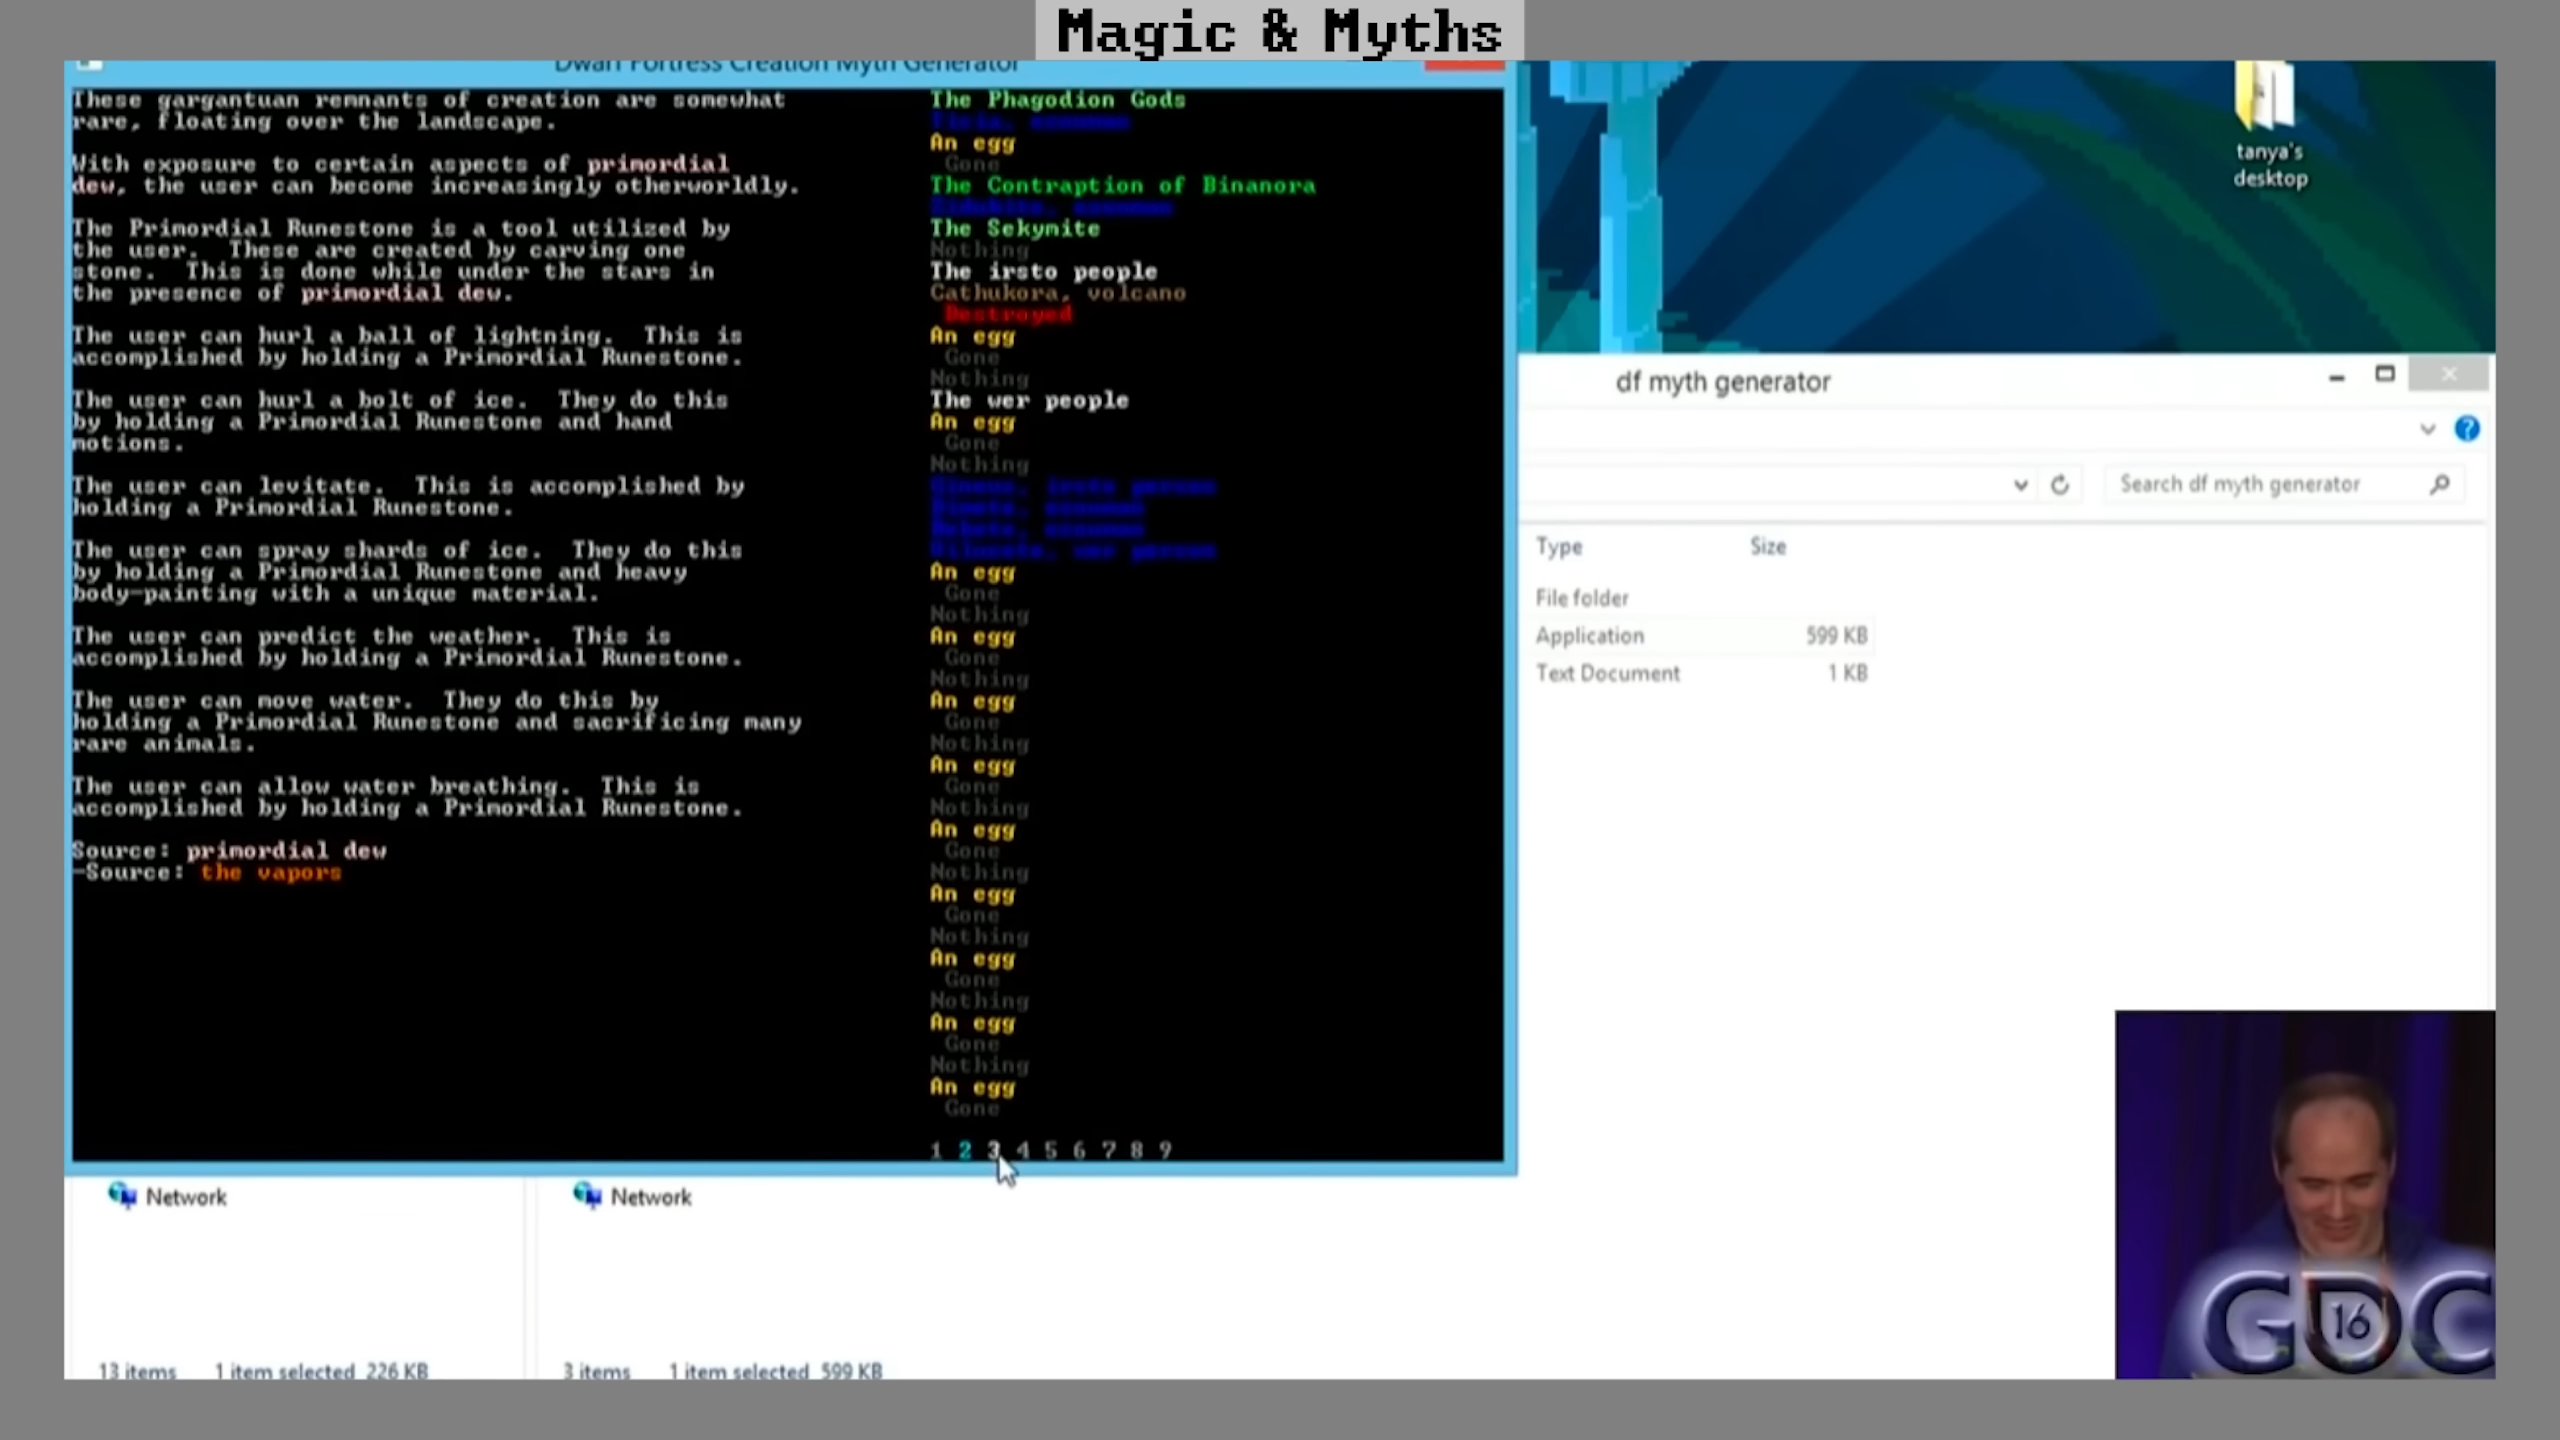 Magic & Myths
Dwarf Fortress Creation Myth Generator
These gargantuan remnants of creation are somewhat
rare, floating over the landscape.
With exposure to certain aspects of primordial
dew, the user can become increasingly otherworldly.
The Primordial Runestone is a tool utilized by
the user.  These are created by carving one
stone.  This is done while under the stars in
the presence of primordial dew.
The user can hurl a ball of lightning.  This is
accomplished by holding a Primordial Runestone.
The user can hurl a bolt of ice.  They do this
by holding a Primordial Runestone and hand
motions.
The user can levitate.  This is accomplished by
holding a Primordial Runestone.
The user can spray shards of ice.  They do this
by holding a Primordial Runestone and heavy
body-painting with a unique material.
The user can predict the weather.  This is
accomplished by holding a Primordial Runestone.
The user can move water.  They do this by
holding a Primordial Runestone and sacrificing many
rare animals.
The user can allow water breathing.  This is
accomplished by holding a Primordial Runestone.
Source: primordial dew
-Source: the vapors
The Phagodion Gods
An egg
Gone
The Contraption of Binanora
The Sekymite
Nothing
The irsto people
Cathukora, volcano
Destroyed
An egg
Gone
Nothing
The wer people
An egg
Gone
Nothing
irsto person
wer person
An egg
Gone
Nothing
An egg
Gone
Nothing
An egg
Gone
Nothing
An egg
Gone
Nothing
An egg
Gone
Nothing
An egg
Gone
Nothing
An egg
Gone
Nothing
An egg
Gone
Nothing
An egg
Gone
1 2 3 4 5 6 7 8 9
tanya's
desktop
df myth generator
Search df myth generator
Type Size
File folder
Application 599 KB
Text Document 1 KB
Network
Network
13 items 1 item selected 226 KB
3 items 1 item selected 599 KB
GDC
16